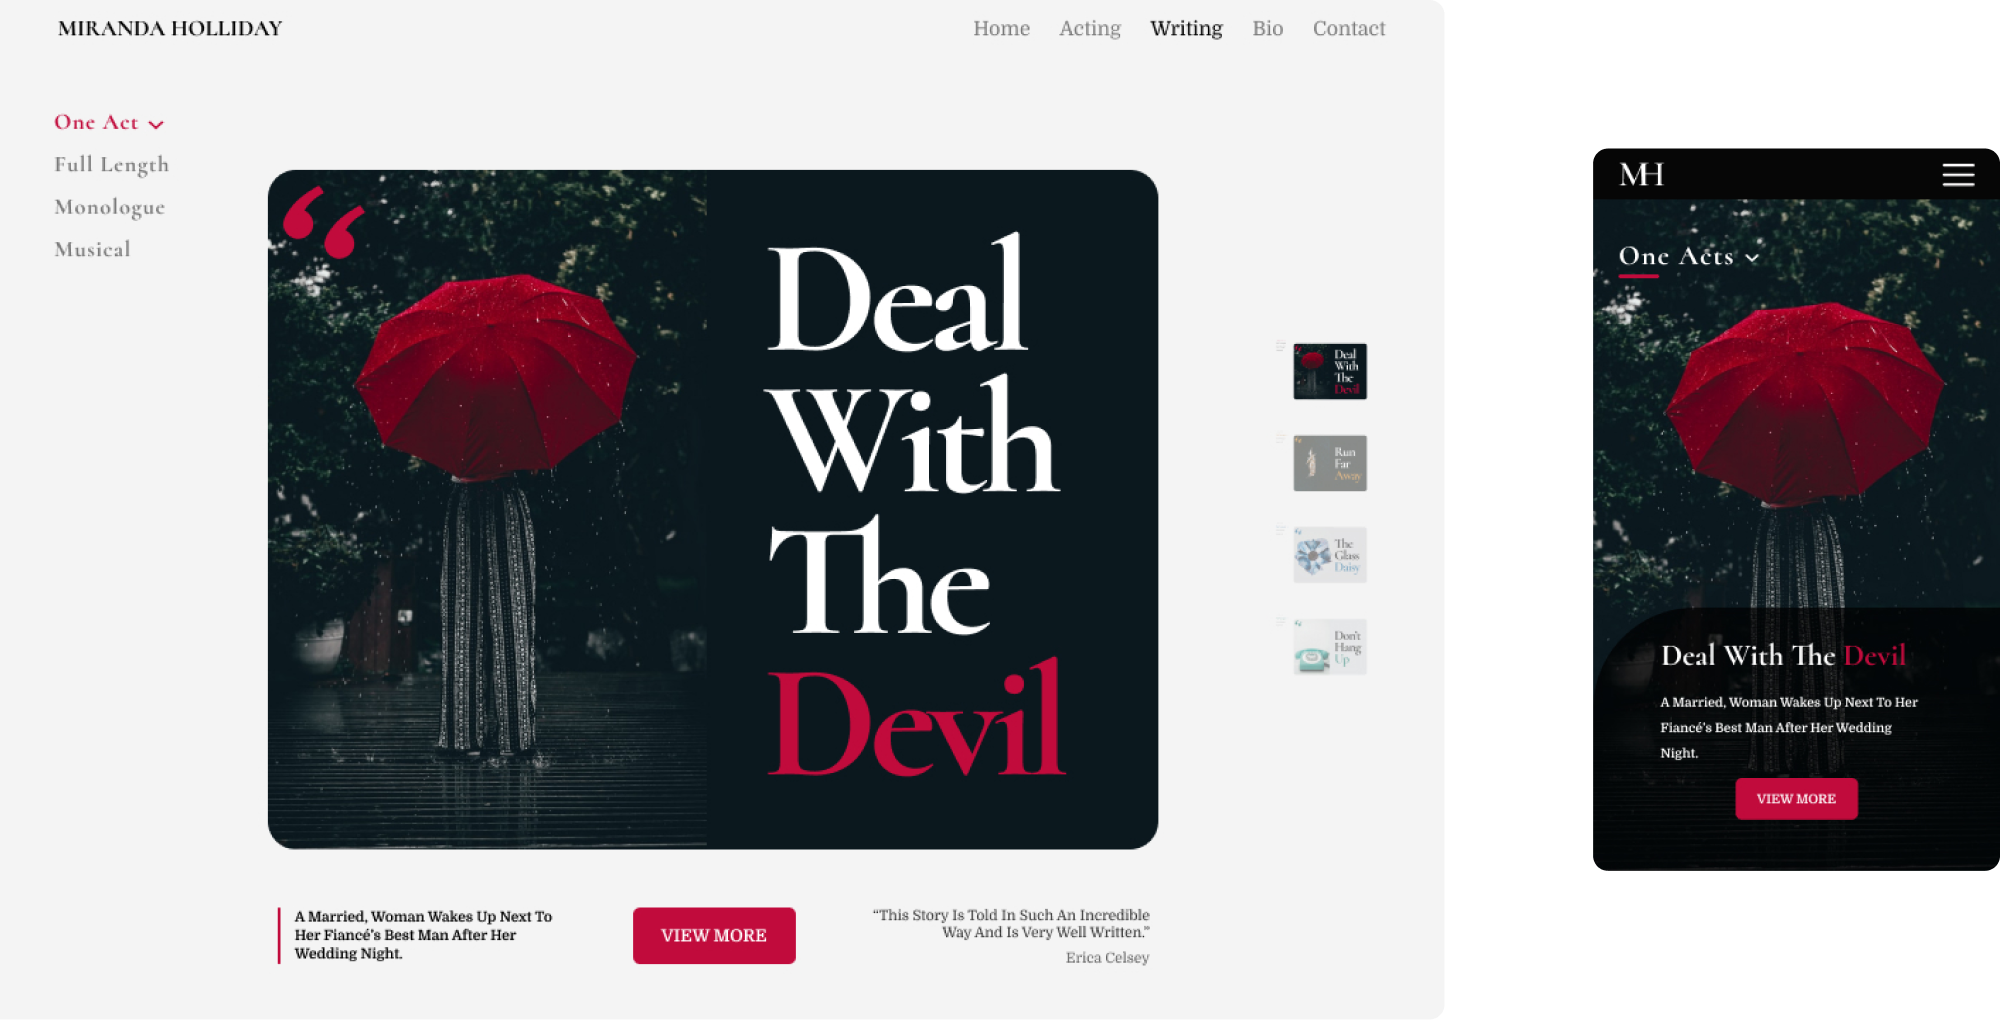 MIRANDA HOLLIDAY
Home Acting Writing Bio Contact
One Act
Full Length
Monologue
Musical
“
Deal
With
The
Devil
Deal
With
The
Devil
Run
Far
Away
The
Glass
Daisy
Don't
Hang
Up
A Married, Woman Wakes Up Next To
Her Fiancé's Best Man After Her
Wedding Night.
VIEW MORE
“This Story Is Told In Such An Incredible
Way And Is Very Well Written.”
Erica Celsey
MH
One Acts
Deal With The Devil
A Married, Woman Wakes Up Next To Her
Fiancé's Best Man After Her Wedding
Night.
VIEW MORE